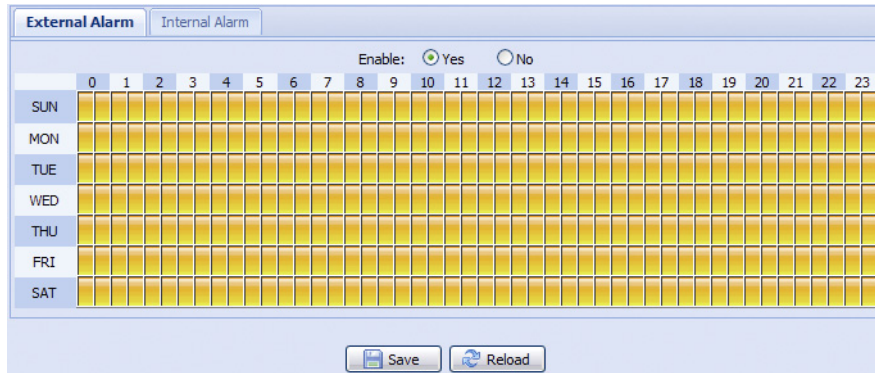 External Alarm Internal Alarm
Enable: Yes No
0 1 2 3 4 5 6 7 8 9 10 11 12 13 14 15 16 17 18 19 20 21 22 23
SUN
MON
TUE
WED
THU
FRI
SAT
Save Reload